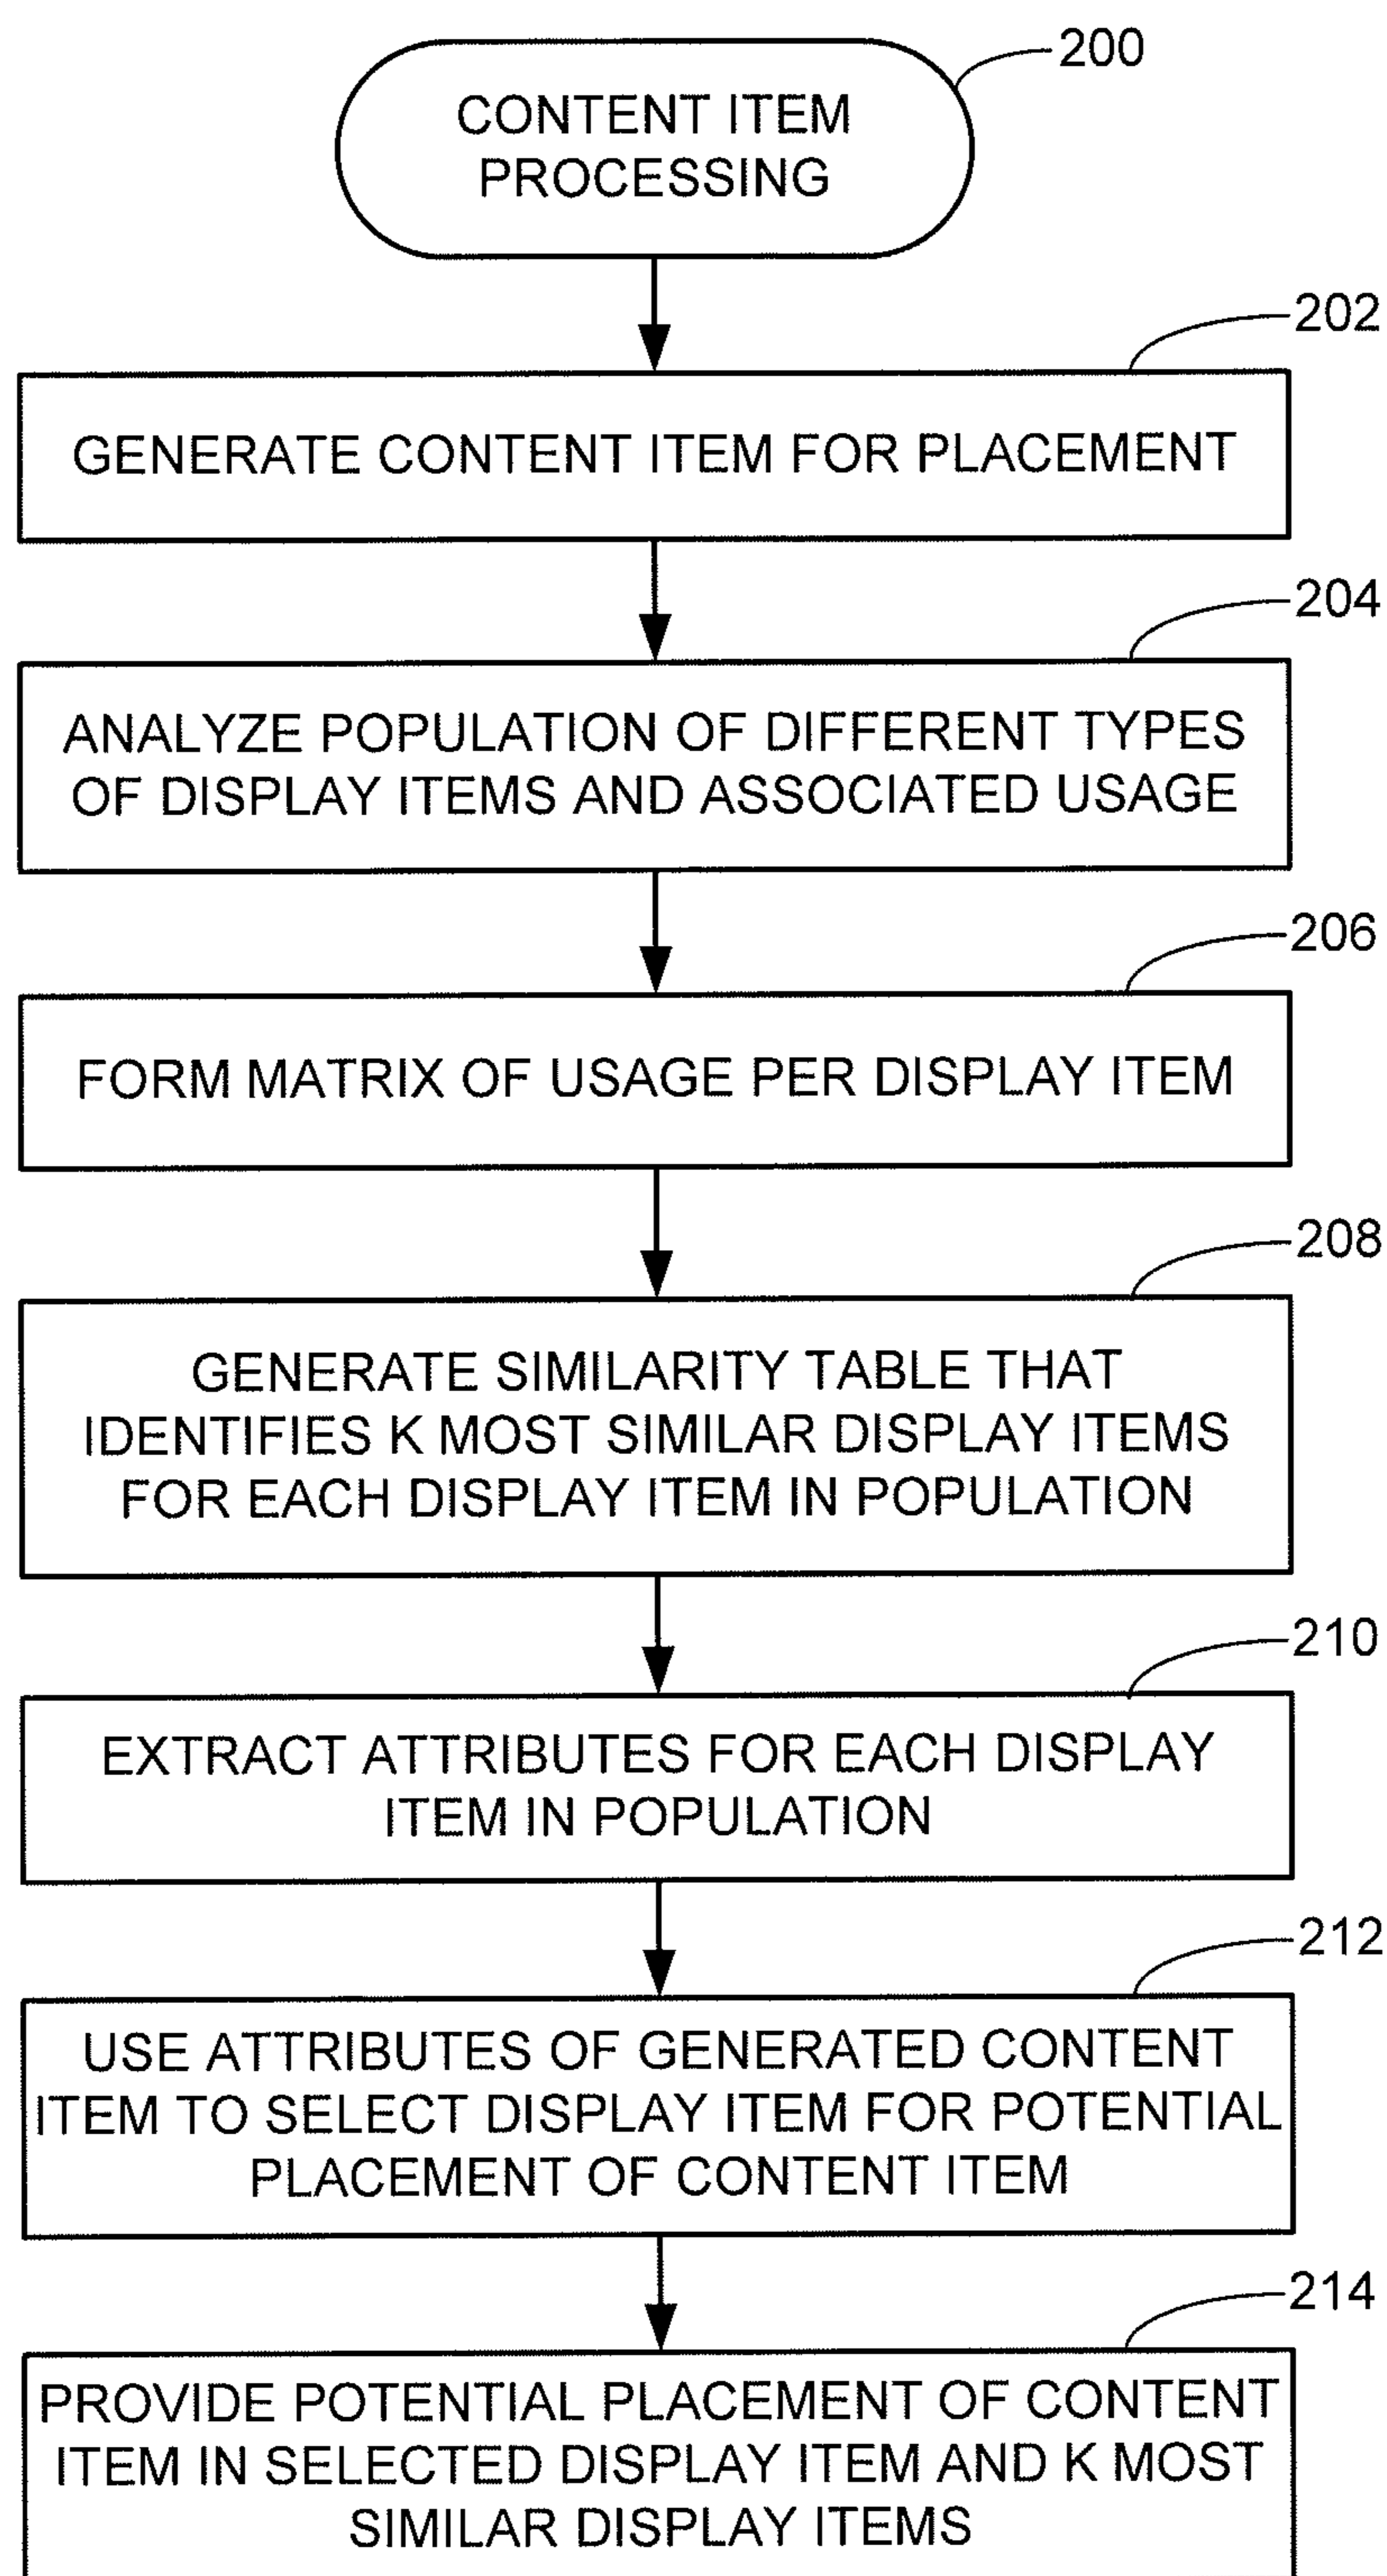 200
CONTENT ITEM
PROCESSING
202
GENERATE CONTENT ITEM FOR PLACEMENT
204
ANALYZE POPULATION OF DIFFERENT TYPES
OF DISPLAY ITEMS AND ASSOCIATED USAGE
206
FORM MATRIX OF USAGE PER DISPLAY ITEM
208
GENERATE SIMILARITY TABLE THAT
IDENTIFIES K MOST SIMILAR DISPLAY ITEMS
FOR EACH DISPLAY ITEM IN POPULATION
210
EXTRACT ATTRIBUTES FOR EACH DISPLAY
ITEM IN POPULATION
212
USE ATTRIBUTES OF GENERATED CONTENT
ITEM TO SELECT DISPLAY ITEM FOR POTENTIAL
PLACEMENT OF CONTENT ITEM
214
PROVIDE POTENTIAL PLACEMENT OF CONTENT
ITEM IN SELECTED DISPLAY ITEM AND K MOST
SIMILAR DISPLAY ITEMS